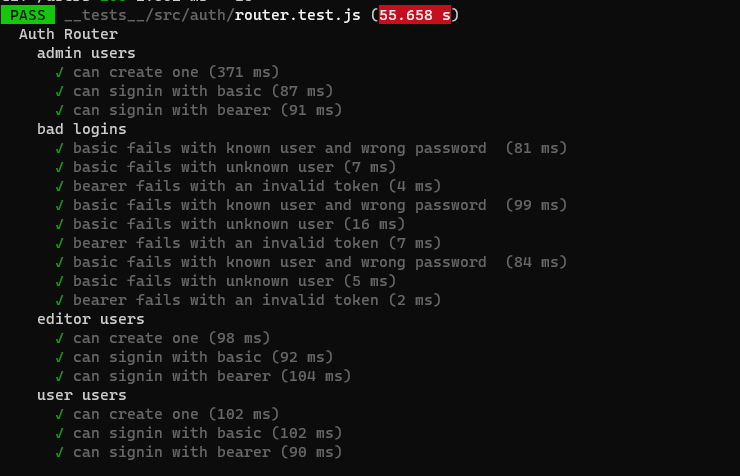 PASS __tests__/src/auth/router.test.js (55.658 s)
Auth Router
admin users
✓ can create one (371 ms)
✓ can signin with basic (87 ms)
✓ can signin with bearer (91 ms)
bad logins
✓ basic fails with known user and wrong password  (81 ms)
✓ basic fails with unknown user (7 ms)
✓ bearer fails with an invalid token (4 ms)
✓ basic fails with known user and wrong password  (99 ms)
✓ basic fails with unknown user (16 ms)
✓ bearer fails with an invalid token (7 ms)
✓ basic fails with known user and wrong password  (84 ms)
✓ basic fails with unknown user (5 ms)
✓ bearer fails with an invalid token (2 ms)
editor users
✓ can create one (98 ms)
✓ can signin with basic (92 ms)
✓ can signin with bearer (104 ms)
user users
✓ can create one (102 ms)
✓ can signin with basic (102 ms)
✓ can signin with bearer (90 ms)